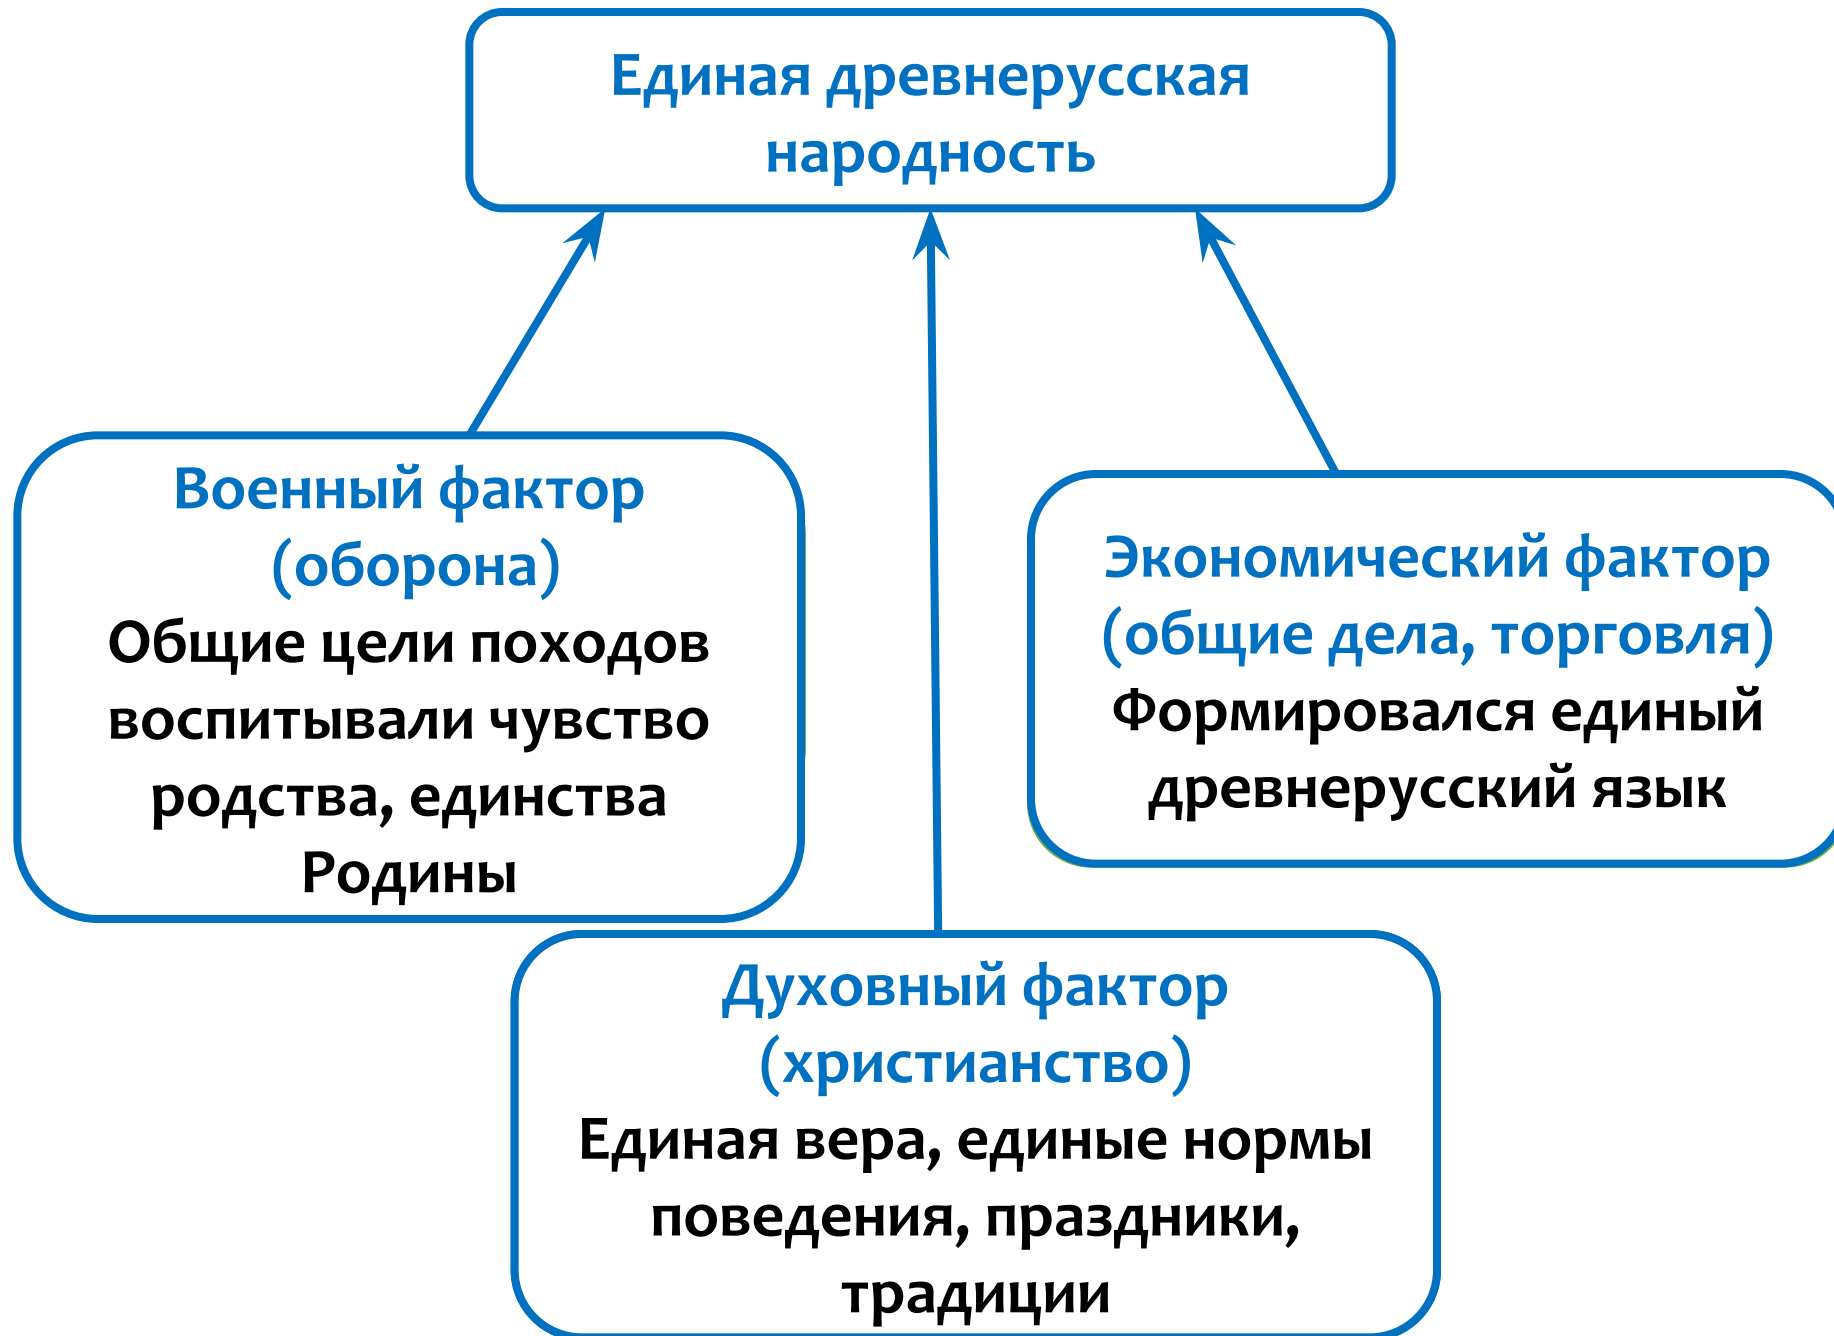 Единая древнерусская
народность
Военный фактор
(оборона)
Общие цели походов
воспитывали чувство
родства, единства
Родины
Экономический фактор
(общие дела, торговля)
Формировался единый
древнерусский язык
Духовный фактор
(христианство)
Единая вера, единые нормы
поведения, праздники,
традиции